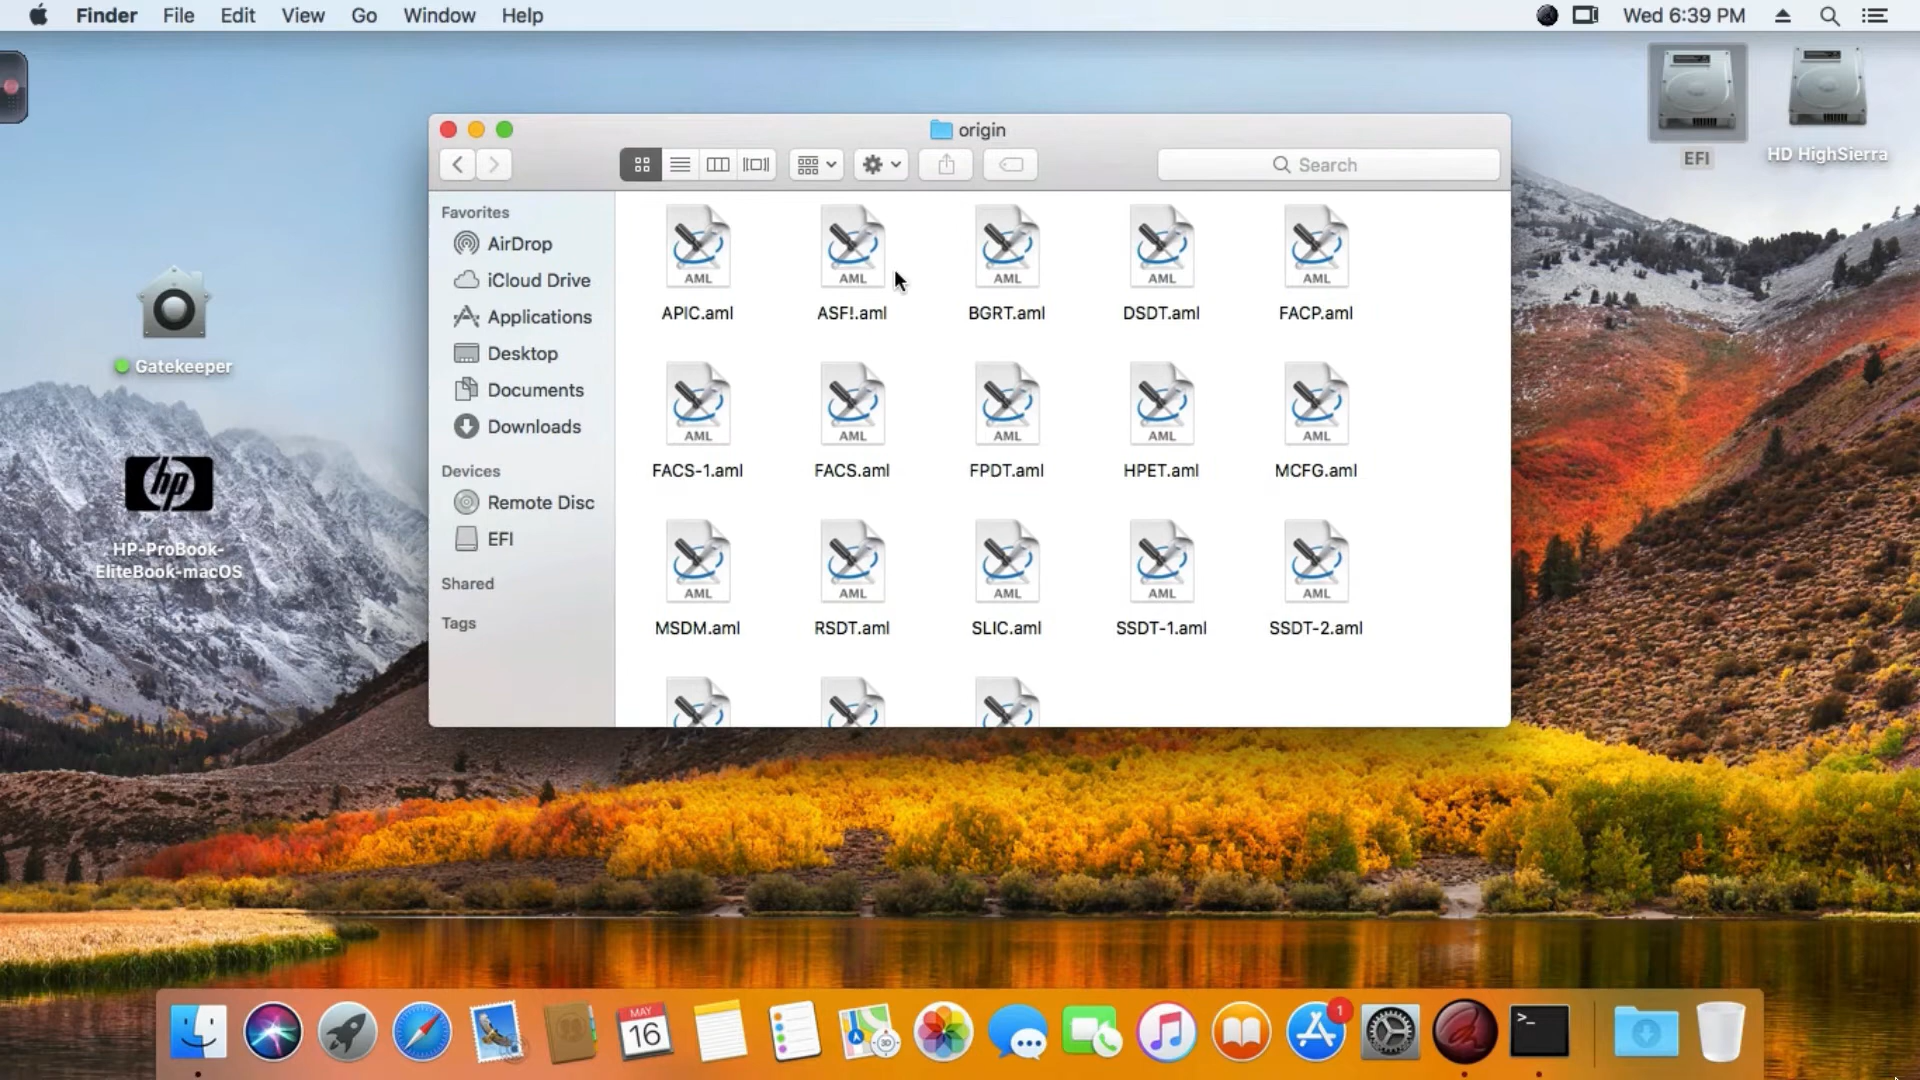 Finder File Edit View Go Window Help Wed 6:39 PM
origin
Search
EFI
HD HighSierra
Favorites
AirDrop
iCloud Drive
Applications
Desktop
Documents
Downloads
Devices
Remote Disc
EFI
Shared
Tags
AML AML AML AML AML
APIC.aml ASF!.aml BGRT.aml DSDT.aml FACP.aml
AML AML AML AML AML
FACS-1.aml FACS.aml FPDT.aml HPET.aml MCFG.aml
AML AML AML AML AML
MSDM.aml RSDT.aml SLIC.aml SSDT-1.aml SSDT-2.aml
Gatekeeper
hp
HP-ProBook-
EliteBook-macOS
MAY
16
3D
1
>_